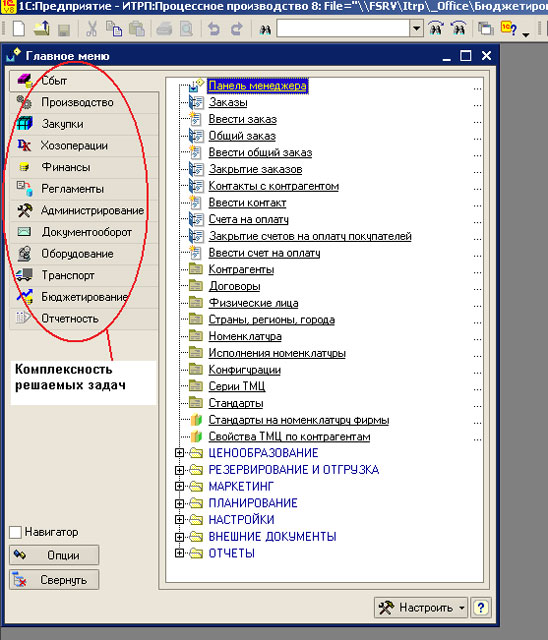 1С:Предприятие - ИТРП:Процессное производство 8: File="\\FSRV\Itrp\_Office\Бюджетиро
Главное меню
Сбыт
Производство
Закупки
Хозоперации
Финансы
Регламенты
Администрирование
Документооборот
Оборудование
Транспорт
Бюджетирование
Отчетность
Комплексность
решаемых задач
Навигатор
Опции
Свернуть
Панель менеджера ...
Заказы ...
Ввести заказ ...
Общий заказ ...
Ввести общий заказ ...
Закрытие заказов ...
Контакты с контрагентом ...
Ввести контакт ...
Счета на оплату ...
Закрытие счетов на оплату покупателей ...
Ввести счет на оплату ...
Контрагенты ...
Договоры ...
Физические лица ...
Страны, регионы, города ...
Номенклатура ...
Исполнения номенклатуры ...
Конфигурации ...
Серии ТМЦ ...
Стандарты ...
Стандарты на номенклатуру фирмы ...
Свойства ТМЦ по контрагентам ...
ЦЕНООБРАЗОВАНИЕ
РЕЗЕРВИРОВАНИЕ И ОТГРУЗКА
МАРКЕТИНГ
ПЛАНИРОВАНИЕ
НАСТРОЙКИ
ВНЕШНИЕ ДОКУМЕНТЫ
ОТЧЕТЫ
Настроить
?